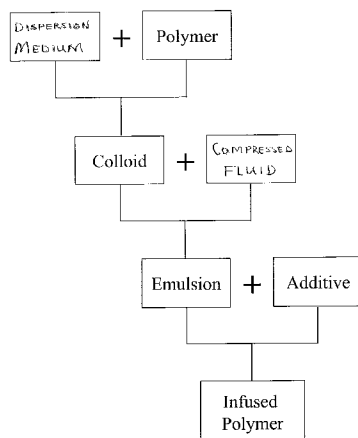 DISPERSION
MEDIUM
+
Polymer
Colloid
+
COMPRESSED
FLUID
Emulsion
+
Additive
Infused
Polymer